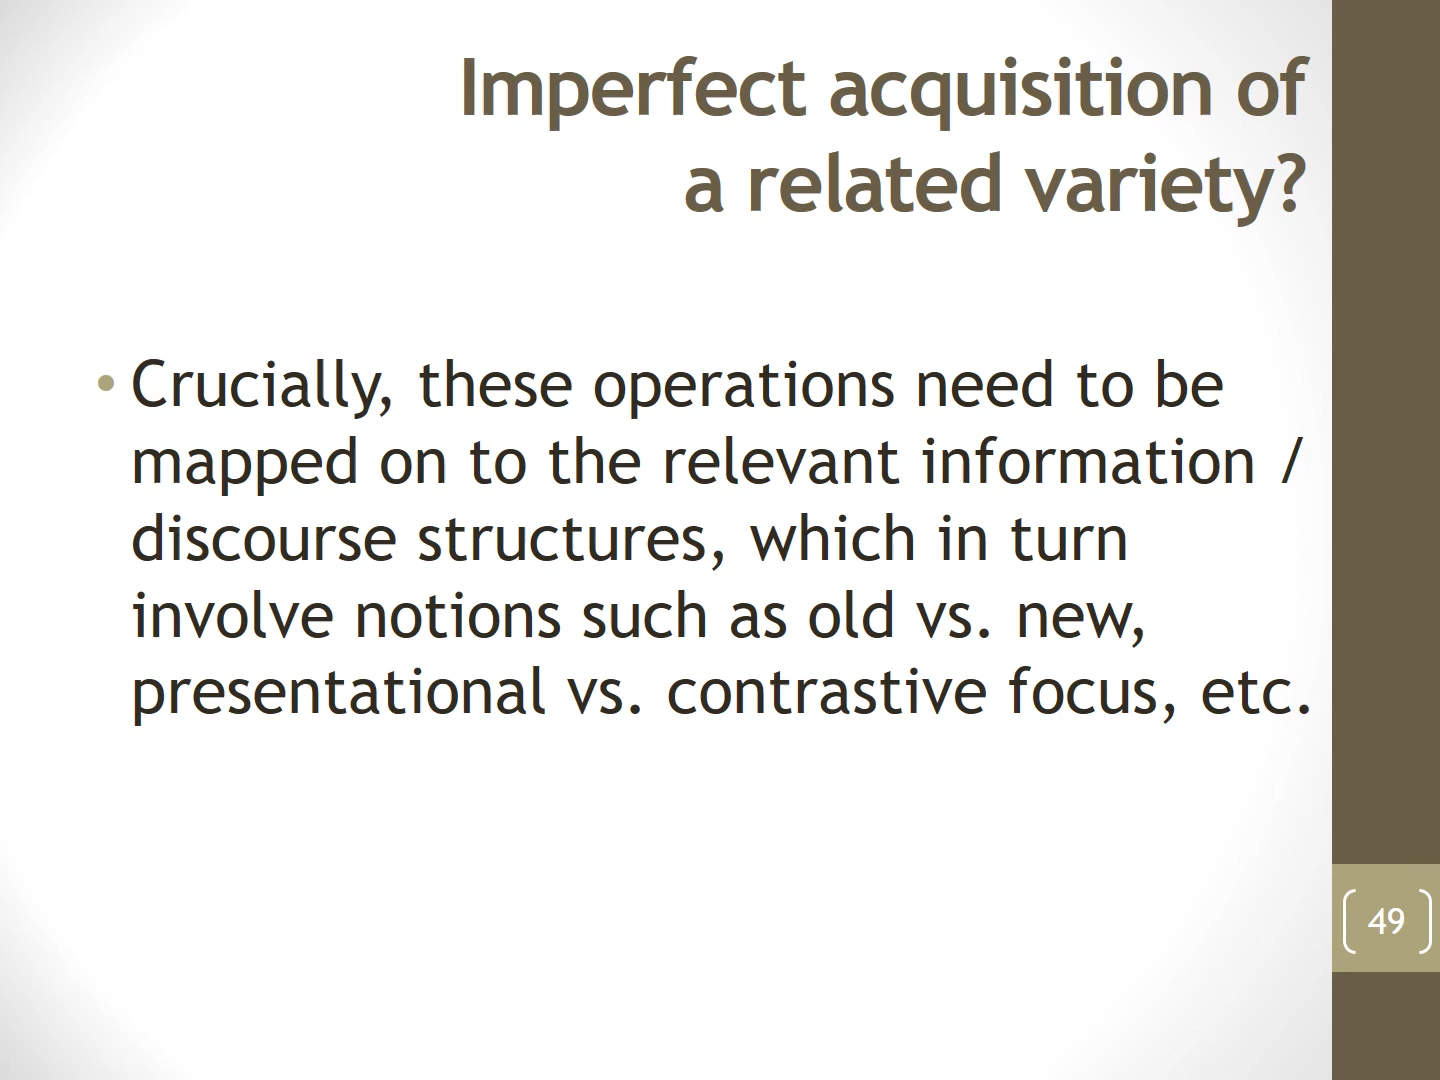 Imperfect acquisition of
a related variety?
• Crucially, these operations need to be
mapped on to the relevant information /
discourse structures, which in turn
involve notions such as old vs. new,
presentational vs. contrastive focus, etc.
49